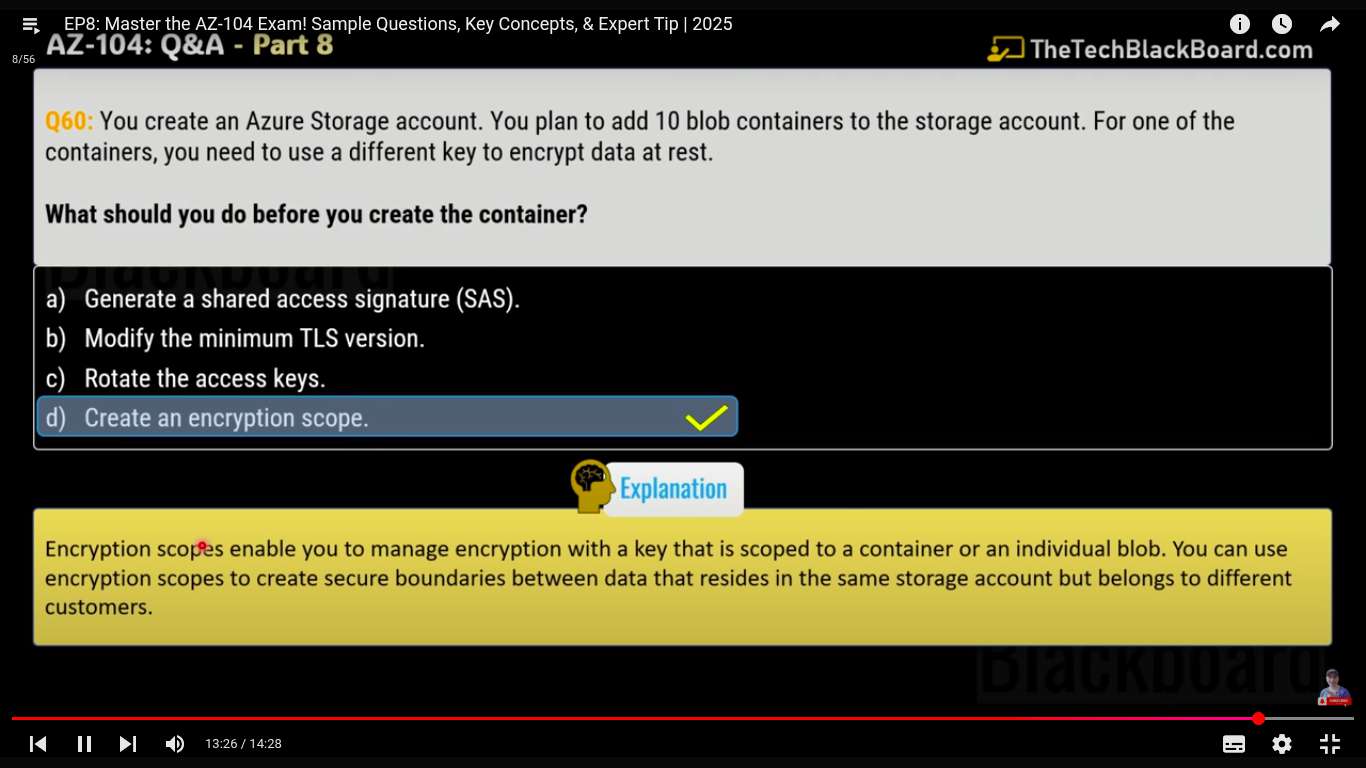 EP8: Master the AZ-104 Exam! Sample Questions, Key Concepts, & Expert Tip | 2025
8/56
AZ-104: Q&A - Part 8
TheTechBlackBoard.com
Q60: You create an Azure Storage account. You plan to add 10 blob containers to the storage account. For one of the
containers, you need to use a different key to encrypt data at rest.
What should you do before you create the container?
Blackboard
a) Generate a shared access signature (SAS).
b) Modify the minimum TLS version.
c) Rotate the access keys.
d) Create an encryption scope.
Explanation
Encryption scopes enable you to manage encryption with a key that is scoped to a container or an individual blob. You can use
encryption scopes to create secure boundaries between data that resides in the same storage account but belongs to different
customers.
Blackboard
13:26 / 14:28